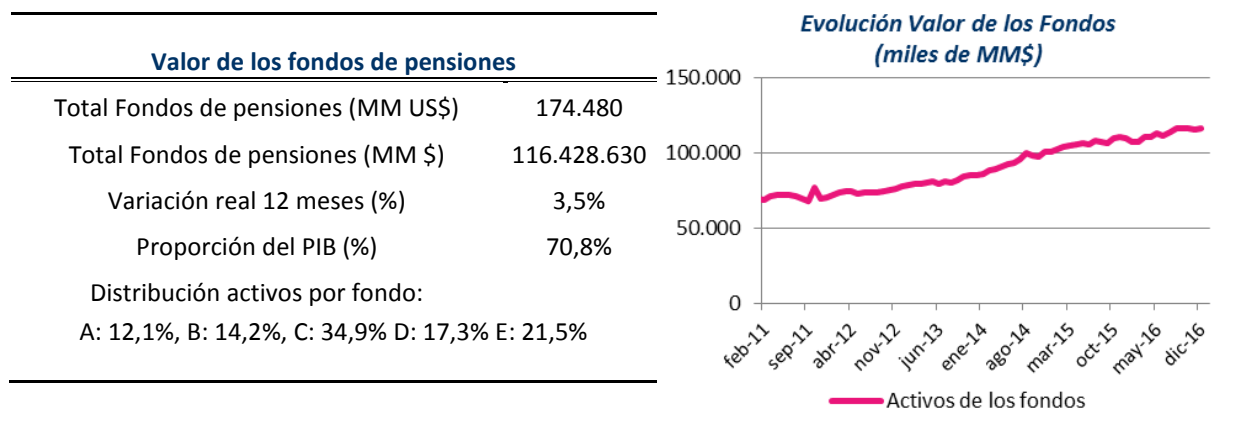 Valor de los fondos de pensiones
Total Fondos de pensiones (MM US$) 174.480
Total Fondos de pensiones (MM $) 116.428.630
Variación real 12 meses (%) 3,5%
Proporción del PIB (%) 70,8%
Distribución activos por fondo:
A: 12,1%, B: 14,2%, C: 34,9% D: 17,3% E: 21,5%
Evolución Valor de los Fondos
(miles de MM$)
150.000
100.000
50.000
0
feb-11 sep-11 abr-12 nov-12 jun-13 ene-14 ago-14 mar-15 oct-15 may-16 dic-16
Activos de los fondos